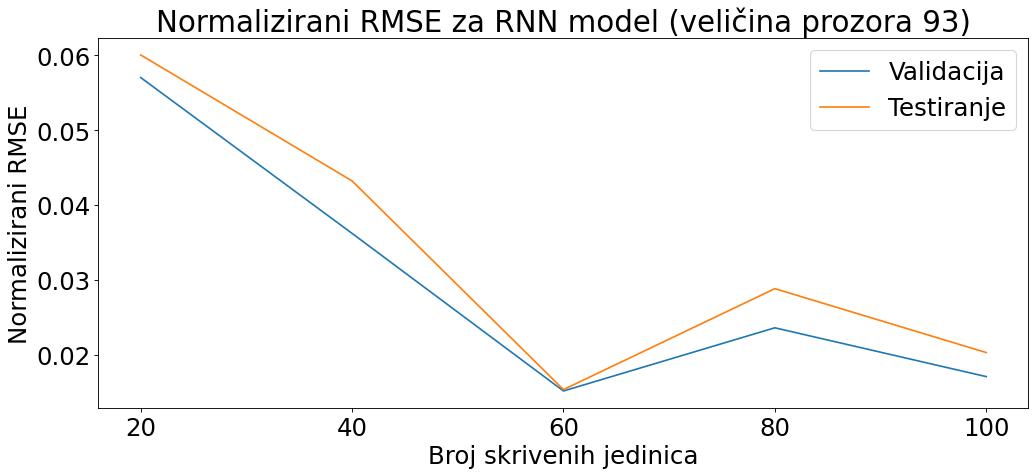 Normalizirani RMSE za RNN model (veličina prozora 93)
Validacija
Testiranje
Normalizirani RMSE
0.06
0.05
0.04
0.03
0.02
20 40 60 80 100
Broj skrivenih jedinica